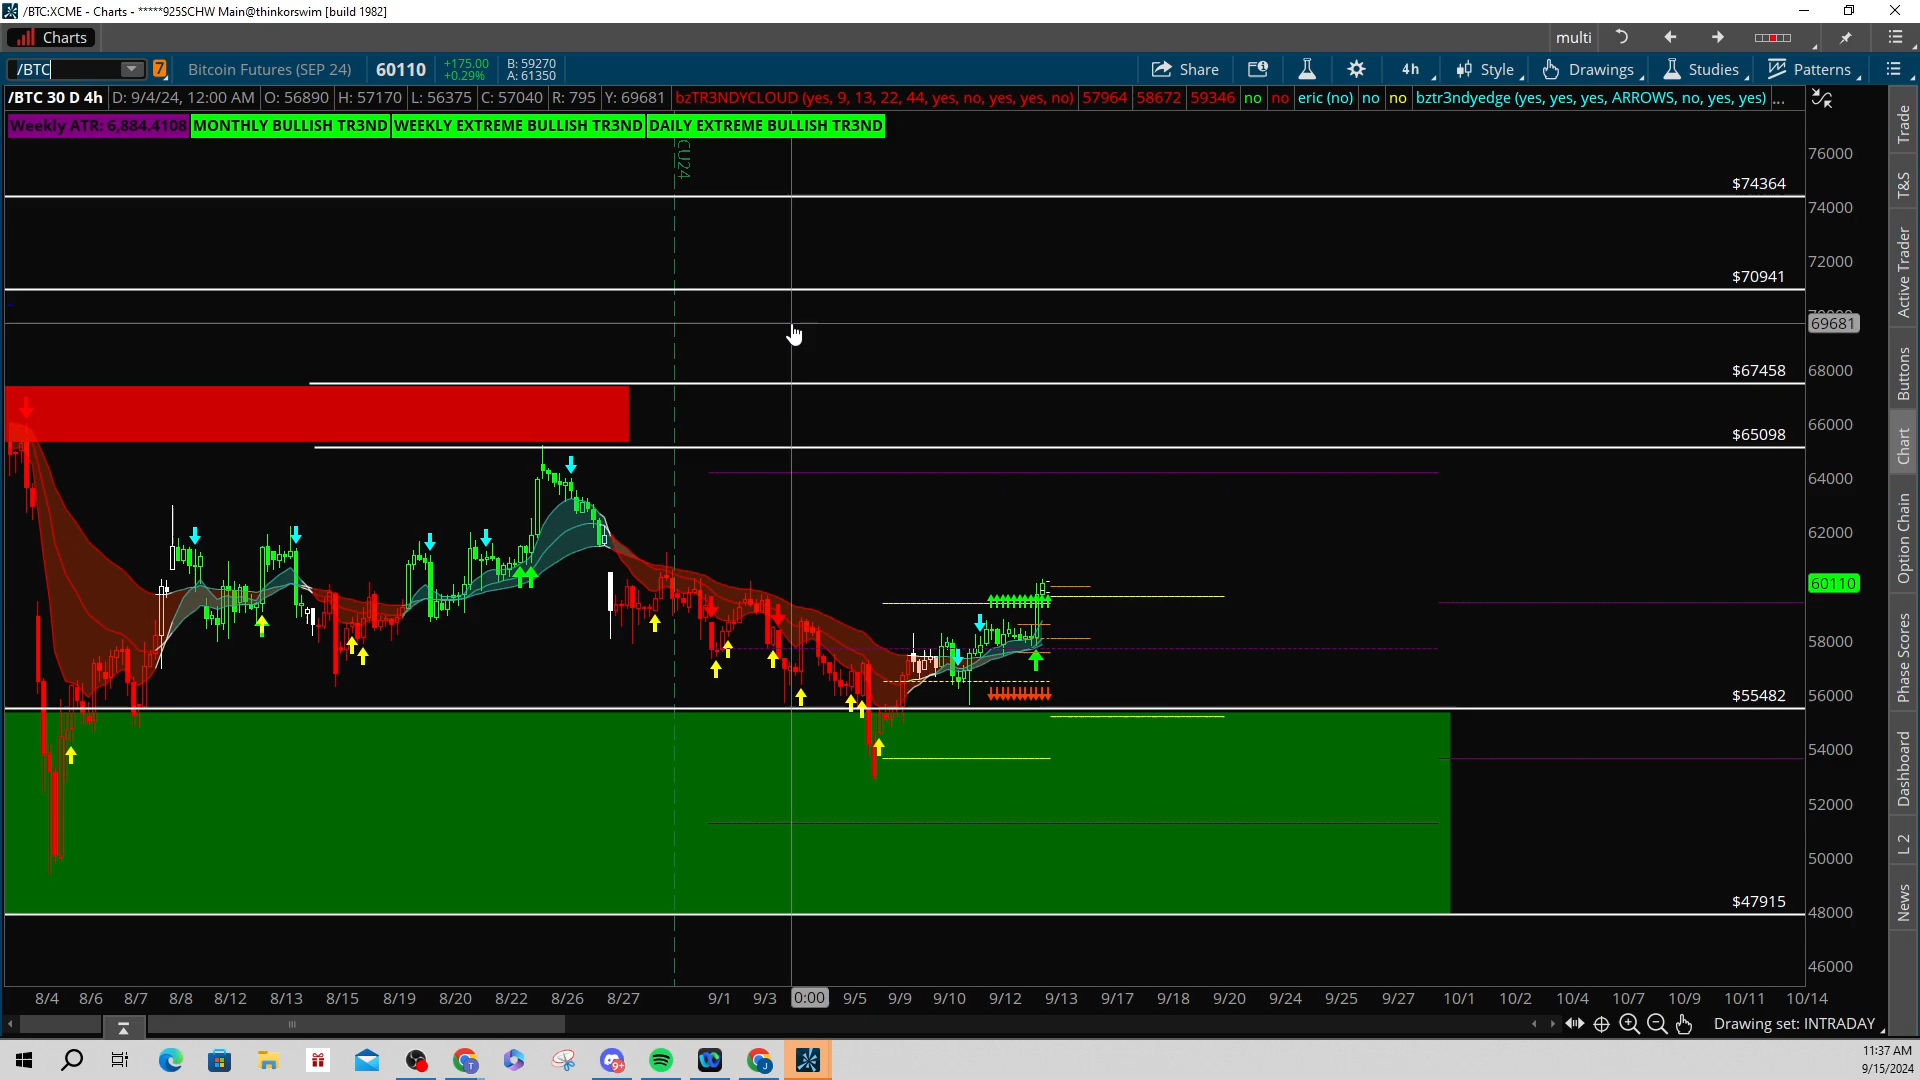 /BTC:XCME - Charts - *****925SCHW Main@thinkorswim [build 1982]
Charts
multi
/BTC
7
Bitcoin Futures (SEP 24)
60110
+175.00
+0.29%
B: 59270
A: 61350
Share
4h
Style
Drawings
Studies
Patterns
/BTC 30 D 4h
D: 9/4/24, 12:00 AM
O: 56890
H: 57170
L: 56375
C: 57040
R: 795
Y: 69681
bzTR3NDYCLOUD (yes, 9, 13, 22, 44, yes, no, yes, yes, no)
57964
58672
59346
no
no
eric (no)
no
no
bztr3ndyedge (yes, yes, yes, ARROWS, no, yes, yes)
...
Weekly ATR: 6,884.4108
MONTHLY BULLISH TR3ND
WEEKLY EXTREME BULLISH TR3ND
DAILY EXTREME BULLISH TR3ND
CU24
76000
$74364
74000
72000
$70941
69681
$67458
68000
66000
$65098
64000
62000
60110
58000
$55482
56000
54000
52000
50000
$47915
48000
46000
Trade
T&S
Active Trader
Buttons
Chart
Option Chain
Phase Scores
Dashboard
L 2
News
8/4
8/6
8/7
8/8
8/12
8/13
8/15
8/19
8/20
8/22
8/26
8/27
9/1
9/3
0:00
9/5
9/9
9/10
9/12
9/13
9/17
9/18
9/20
9/24
9/25
9/27
10/1
10/2
10/4
10/7
10/9
10/11
10/14
Drawing set: INTRADAY
9+
T
J
11:37 AM
9/15/2024